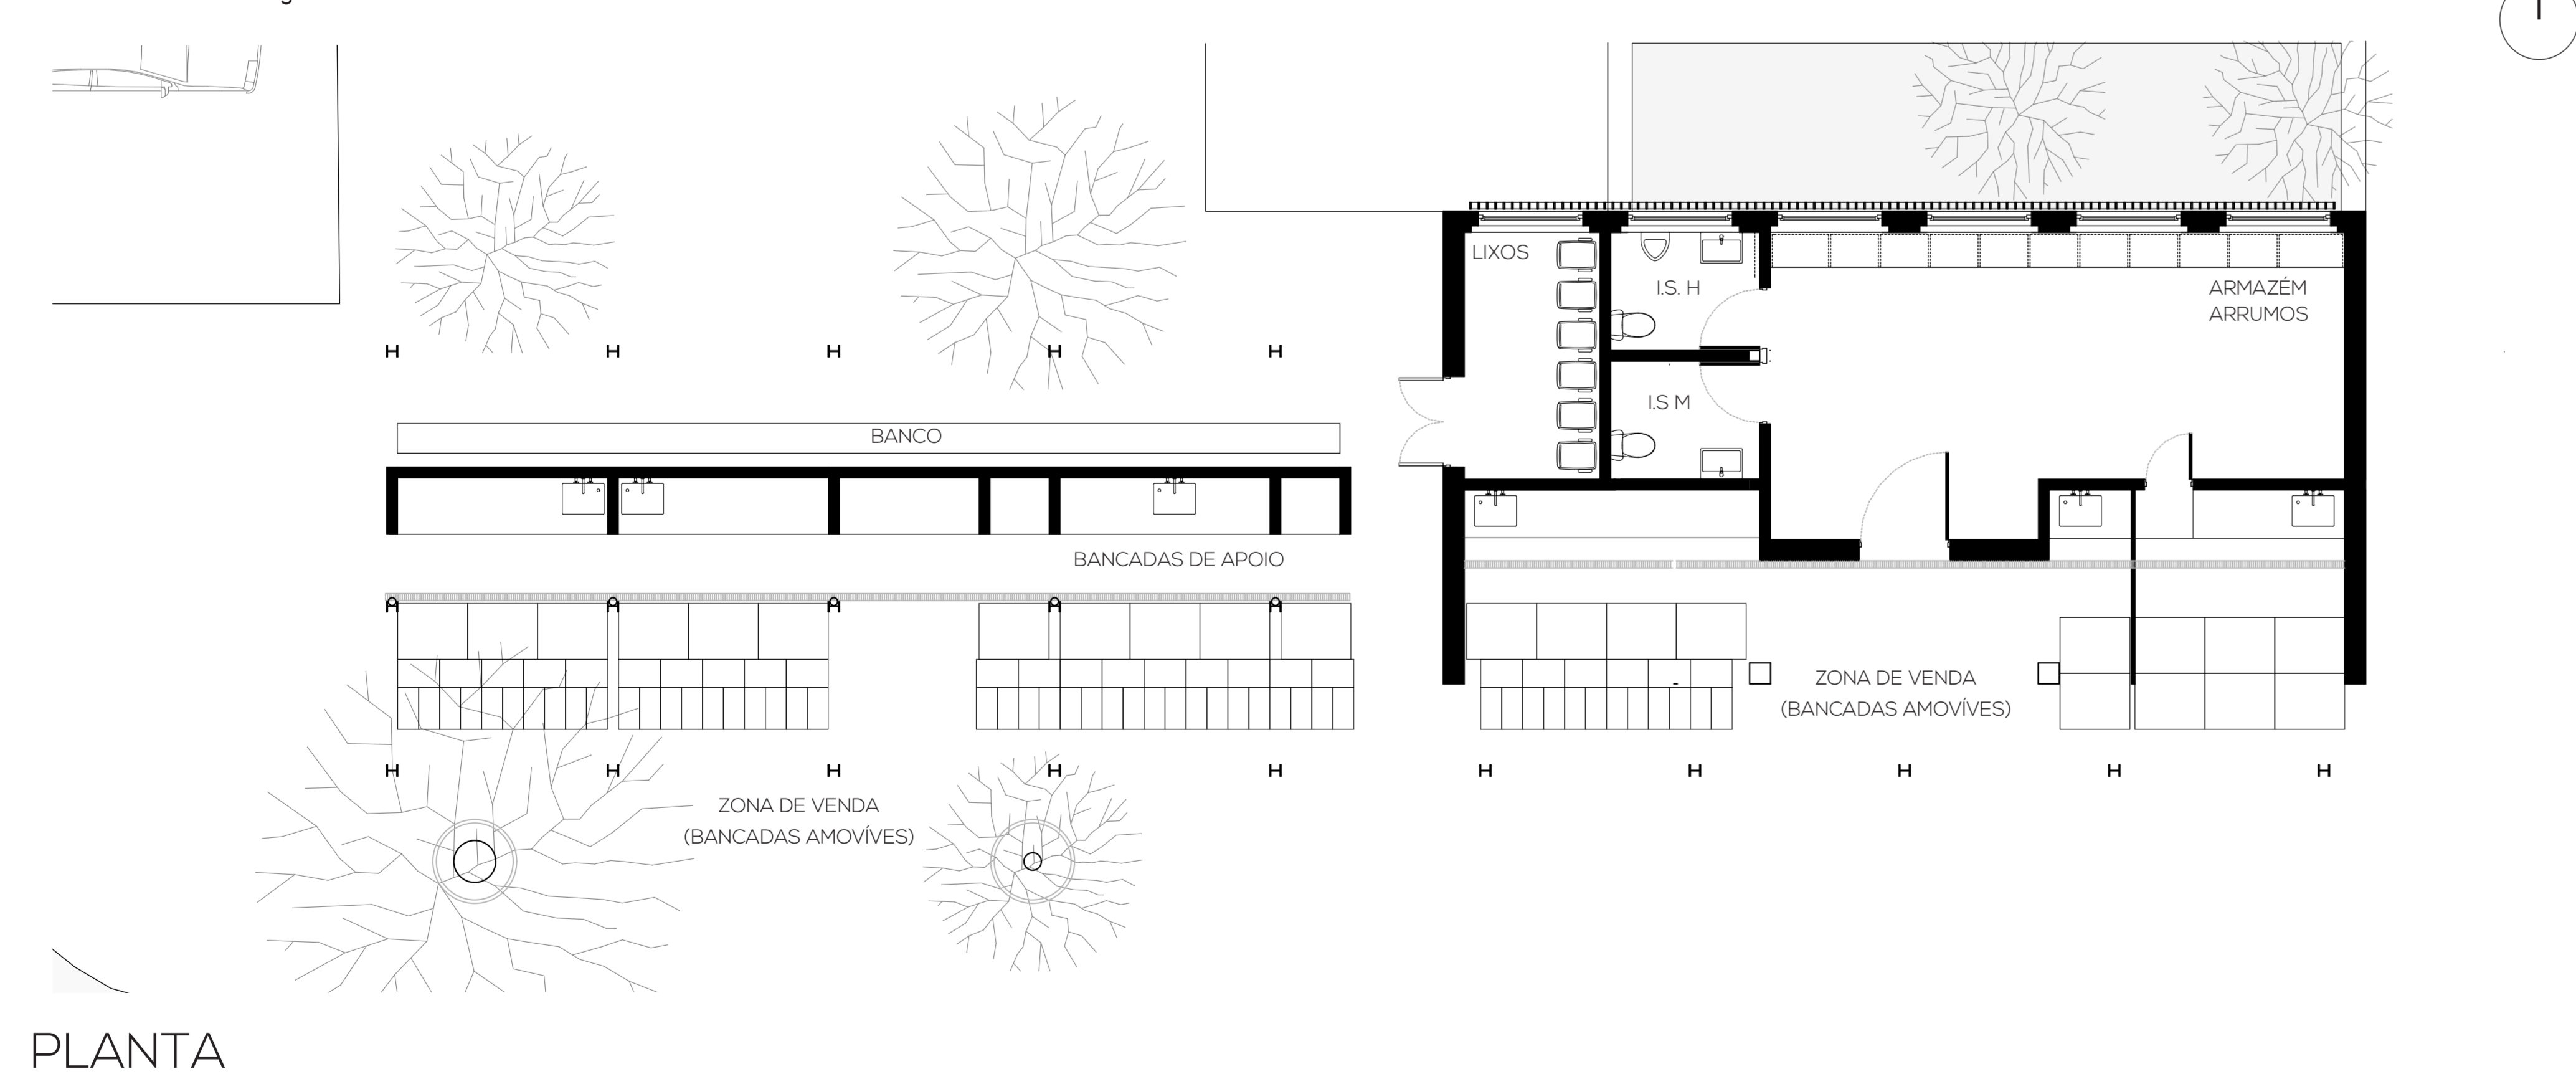 LIXOS
I.S. H
ARMAZÉM
ARRUMOS
I.S M
BANCO
BANCADAS DE APOIO
ZONA DE VENDA
(BANCADAS AMOVÍVES)
ZONA DE VENDA
(BANCADAS AMOVÍVES)
PLANTA